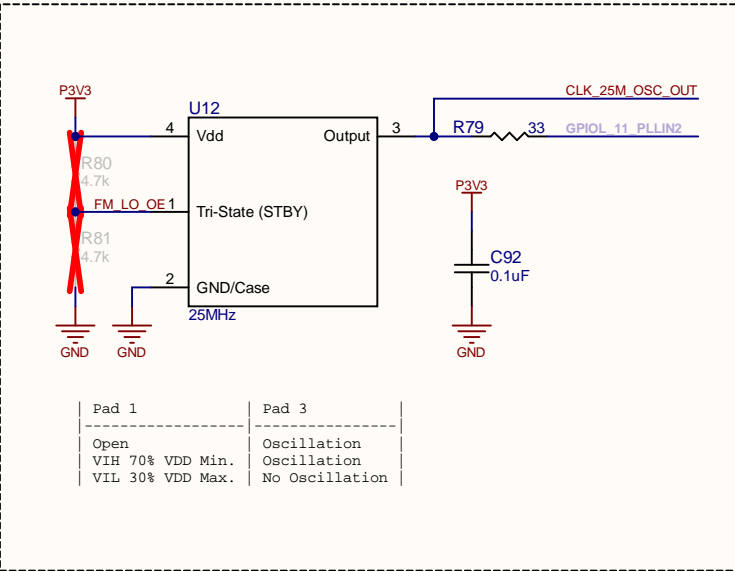 P3V3
U12
4
Vdd
Output
3
CLK_25M_OSC_OUT
R79
33
GPIOL_11_PLLIN2
R80
4.7k
FM_LO_OE
1
Tri-State (STBY)
R81
4.7k
2
GND/Case
25MHz
GND
GND
P3V3
C92
0.1uF
GND
| Pad 1 | Pad 3 |
|------------------|----------------|
| Open | Oscillation |
| VIH 70% VDD Min. | Oscillation |
| VIL 30% VDD Max. | No Oscillation |